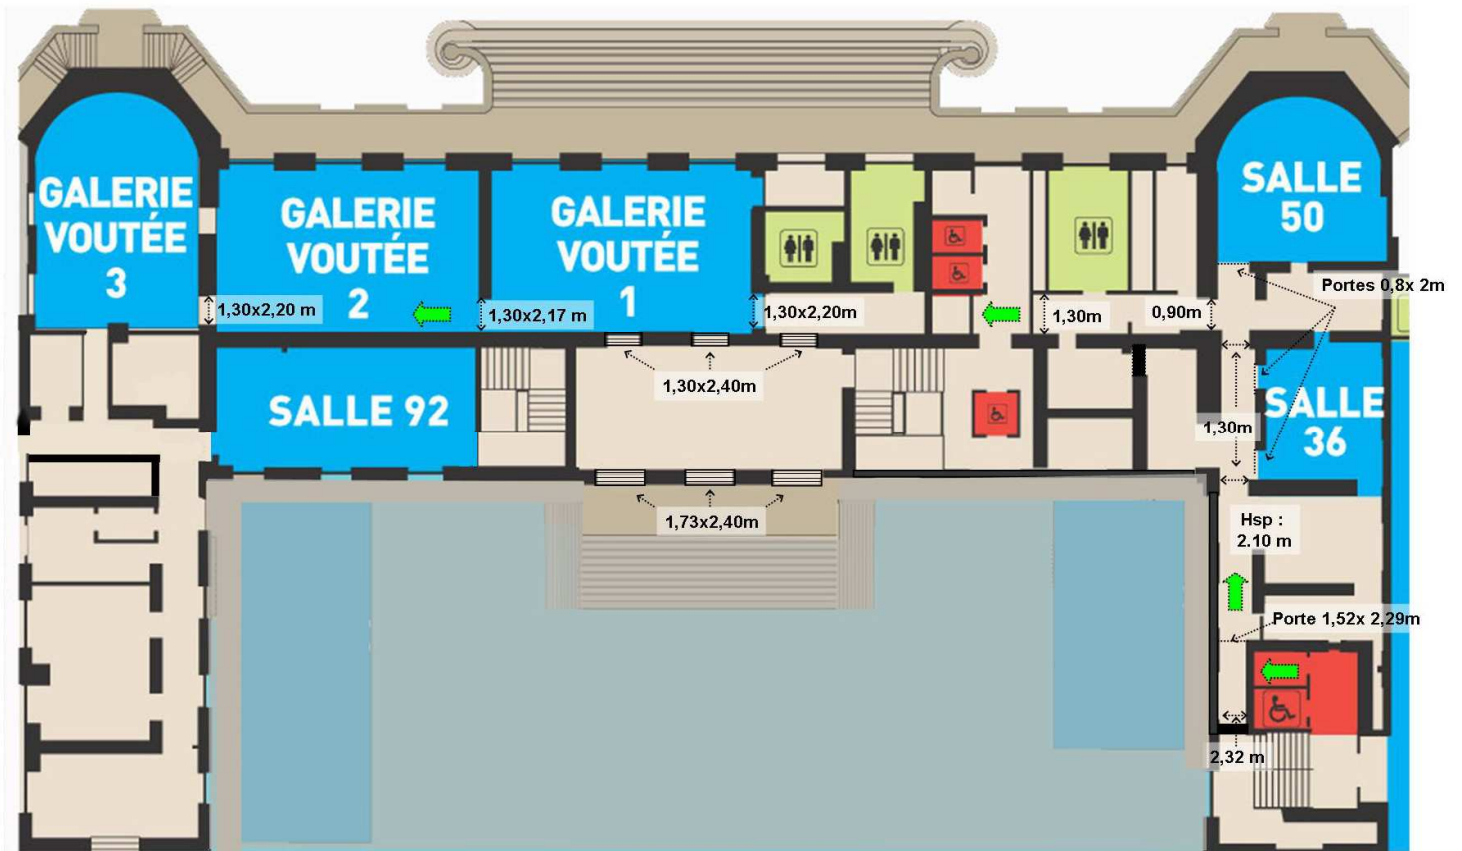 GALERIE
VOUTÉE
3
GALERIE
VOUTÉE
2
GALERIE
VOUTÉE
1
SALLE
50
Portes 0,8x 2m
1,30x2,20 m
1,30x2,17 m
1,30x2,20m
1,30m
0,90m
1,30x2,40m
SALLE 92
SALLE
36
1,30m
1,73x2,40m
Hsp :
2.10 m
Porte 1,52x 2,29m
2,32 m